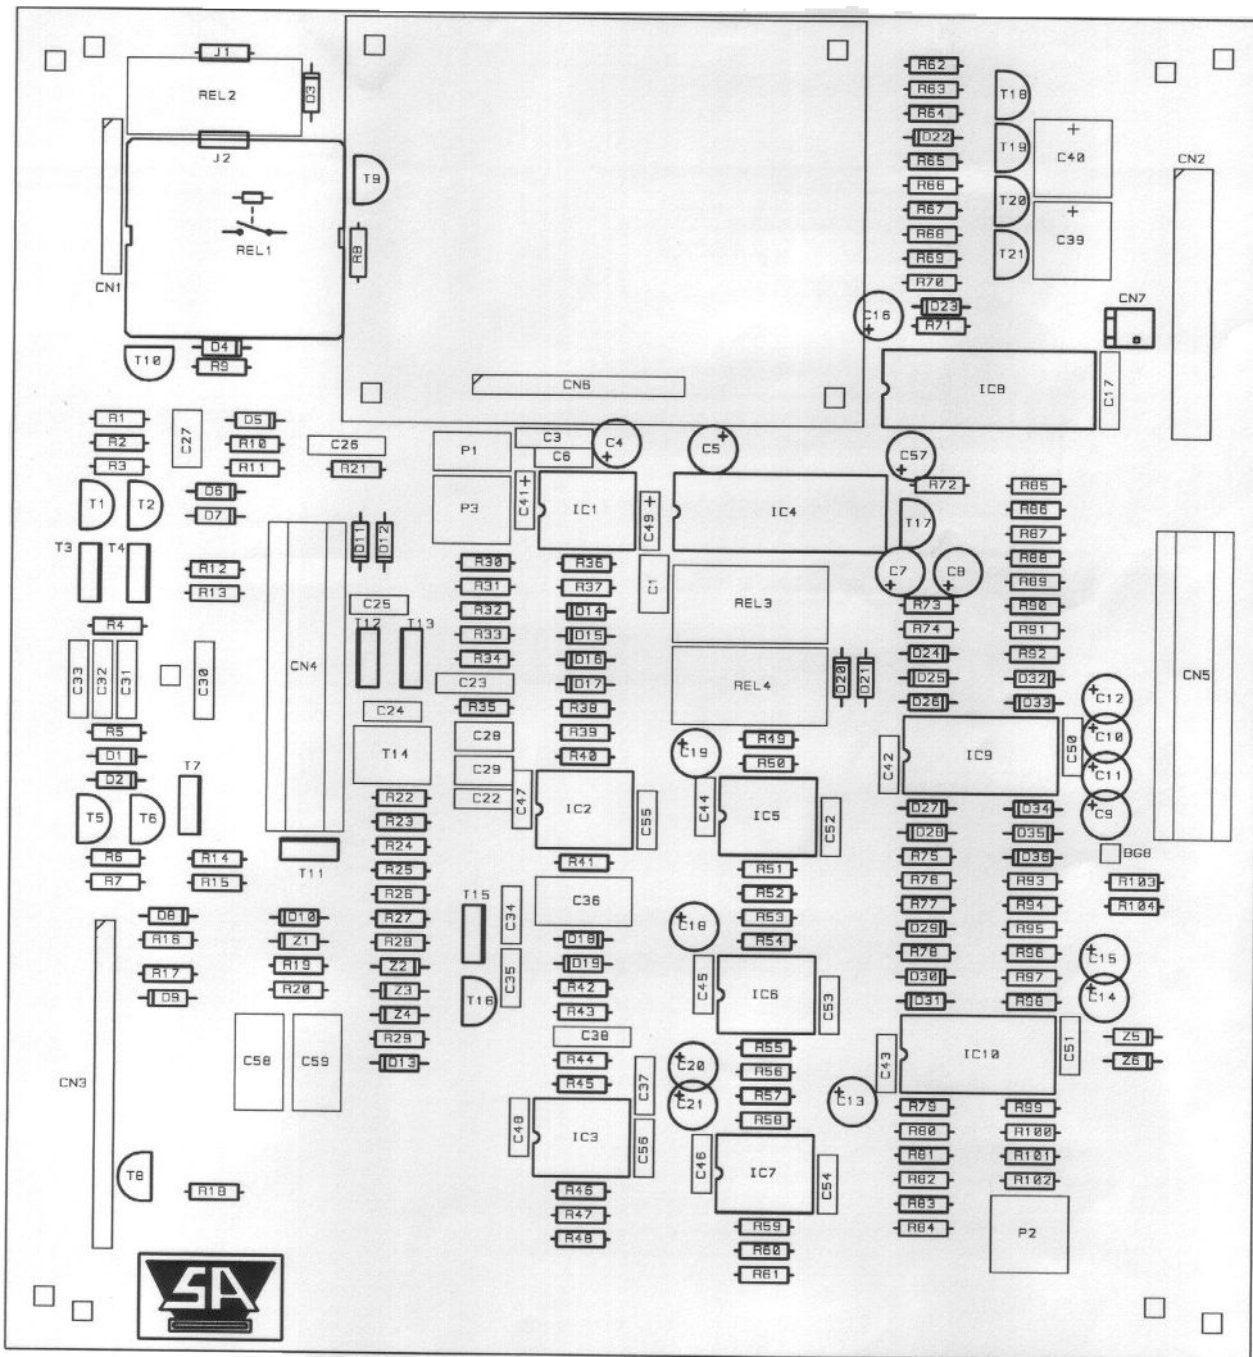 J1
REL2
D3
J2
T9
REL1
R8
CN1
D4
R9
T10
CN6
R62
R63
R64
D22
R65
R66
R67
R68
R69
R70
D23
R71
T18
T19
T20
T21
C40
C39
CN2
CN7
C16
IC8
C17
R1
R2
R3
C27
D5
R10
R11
C26
R21
P1
P3
C3
C6
C4
C5
C57
R72
C41
IC1
C49
IC4
T17
C7
C8
T1
T2
D6
D7
T3
T4
D11
D12
R12
R13
C25
T12
T13
CN4
R4
C33
C32
C31
C30
R5
D1
D2
T7
T5
T6
R6
R7
R14
R15
T11
C24
T14
R30
R31
R32
R33
R34
C23
R35
C28
C29
C22
C47
R36
R37
D14
D15
D16
D17
R38
R39
R40
C1
REL3
REL4
D20
D21
IC2
C55
R41
C36
D18
D19
R42
R43
C38
R44
R45
C37
C48
IC3
C56
R46
R47
R48
C19
R49
R50
C44
IC5
C52
R51
R52
R53
R54
C18
C45
IC6
C53
R55
R56
R57
R58
C20
C21
C13
C46
IC7
C54
R59
R60
R61
R73
R74
D24
D25
D26
R85
R86
R87
R88
R89
R90
R91
R92
D32
D33
CN5
C42
IC9
C50
C12
C10
C11
C9
BG8
D27
D28
R75
R76
R77
D29
R78
D30
D31
D34
D35
D36
R93
R94
R95
R96
R97
R98
R103
R104
C15
C14
Z5
Z6
C43
IC10
C51
R79
R80
R81
R82
R83
R84
R99
R100
R101
R102
P2
R22
R23
R24
R25
R26
R27
R28
Z2
Z3
Z4
R29
D13
T15
C34
C35
T16
D8
R16
R17
D9
D10
Z1
R19
R20
C58
C59
CN3
T8
R18
SA